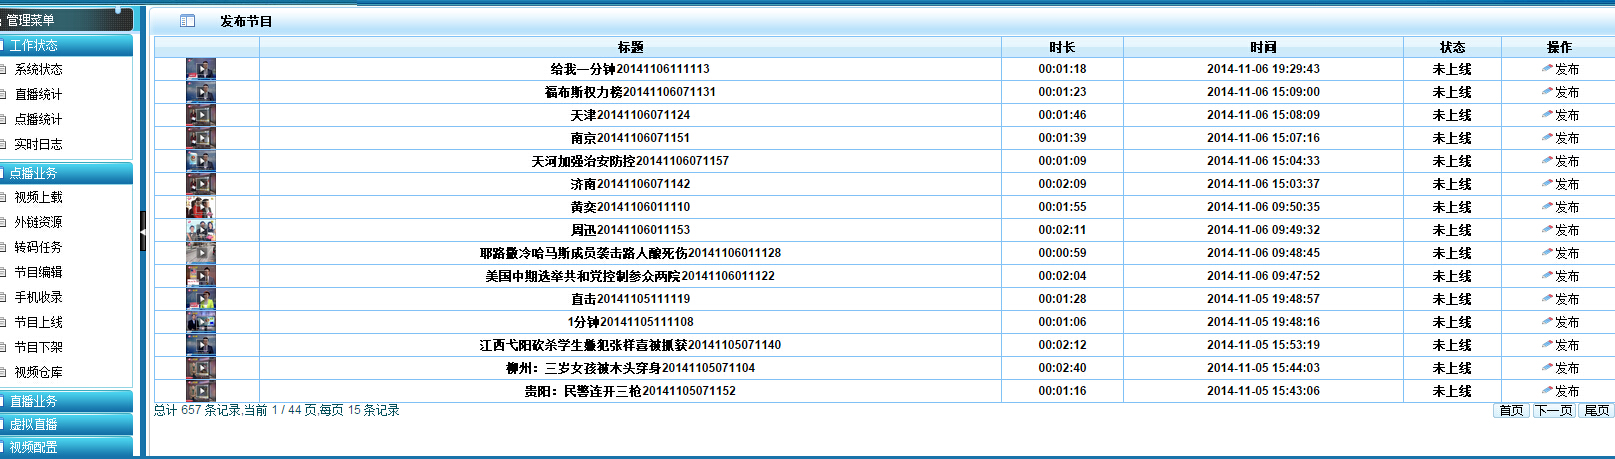 管理菜单
工作状态
系统状态
直播统计
点播统计
实时日志
点播业务
视频上载
外链资源
转码任务
节目编辑
手机收录
节目上线
节目下架
视频仓库
直播业务
虚拟直播
视频配置
发布节目
标题 时长 时间 状态 操作
给我一分钟20141106111113 00:01:18 2014-11-06 19:29:43 未上线 发布
福布斯权力榜20141106071131 00:01:23 2014-11-06 15:09:00 未上线 发布
天津20141106071124 00:01:46 2014-11-06 15:08:09 未上线 发布
南京20141106071151 00:01:39 2014-11-06 15:07:16 未上线 发布
天河加强治安防控20141106071157 00:01:09 2014-11-06 15:04:33 未上线 发布
济南20141106071142 00:02:09 2014-11-06 15:03:37 未上线 发布
黄奕20141106011110 00:01:55 2014-11-06 09:50:35 未上线 发布
周迅20141106011153 00:02:11 2014-11-06 09:49:32 未上线 发布
耶路撒冷哈马斯成员袭击路人酿死伤20141106011128 00:00:59 2014-11-06 09:48:45 未上线 发布
美国中期选举共和党控制参众两院20141106011122 00:02:04 2014-11-06 09:47:52 未上线 发布
直击20141105111119 00:01:28 2014-11-05 19:48:57 未上线 发布
1分钟20141105111108 00:01:06 2014-11-05 19:48:16 未上线 发布
江西弋阳砍杀学生嫌犯张样喜被抓获20141105071140 00:02:12 2014-11-05 15:53:19 未上线 发布
柳州：三岁女孩被木头穿身20141105071104 00:02:40 2014-11-05 15:44:03 未上线 发布
贵阳：民警连开三枪20141105071152 00:01:16 2014-11-05 15:43:06 未上线 发布
总计 657 条记录,当前 1 / 44 页,每页 15 条记录 首页 下一页 尾页